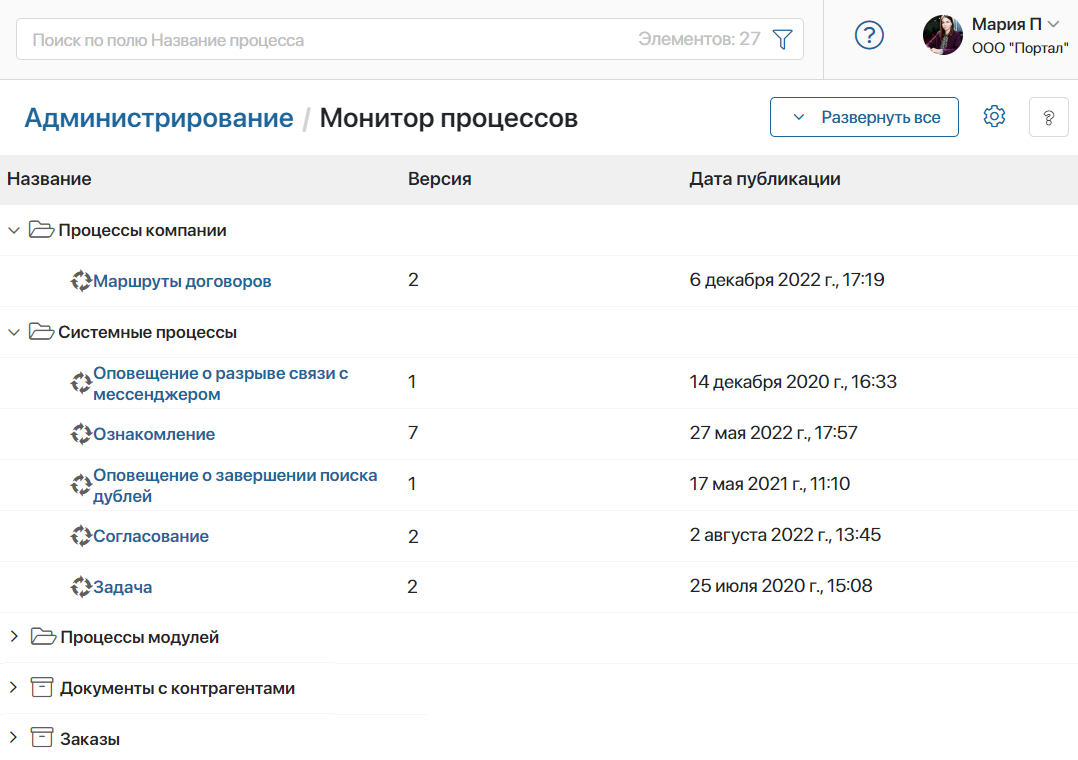 Поиск по полю Название процесса Элементов: 27
? Мария П
ООО "Портал"
Администрирование / Монитор процессов Развернуть все ?
Название Версия Дата публикации
Процессы компании
Маршруты договоров 2 6 декабря 2022 г., 17:19
Системные процессы
Оповещение о разрыве связи с
мессенджером 1 14 декабря 2020 г., 16:33
Ознакомление 7 27 мая 2022 г., 17:57
Оповещение о завершении поиска
дублей 1 17 мая 2021 г., 11:10
Согласование 2 2 августа 2022 г., 13:45
Задача 2 25 июля 2020 г., 15:08
Процессы модулей
Документы с контрагентами
Заказы